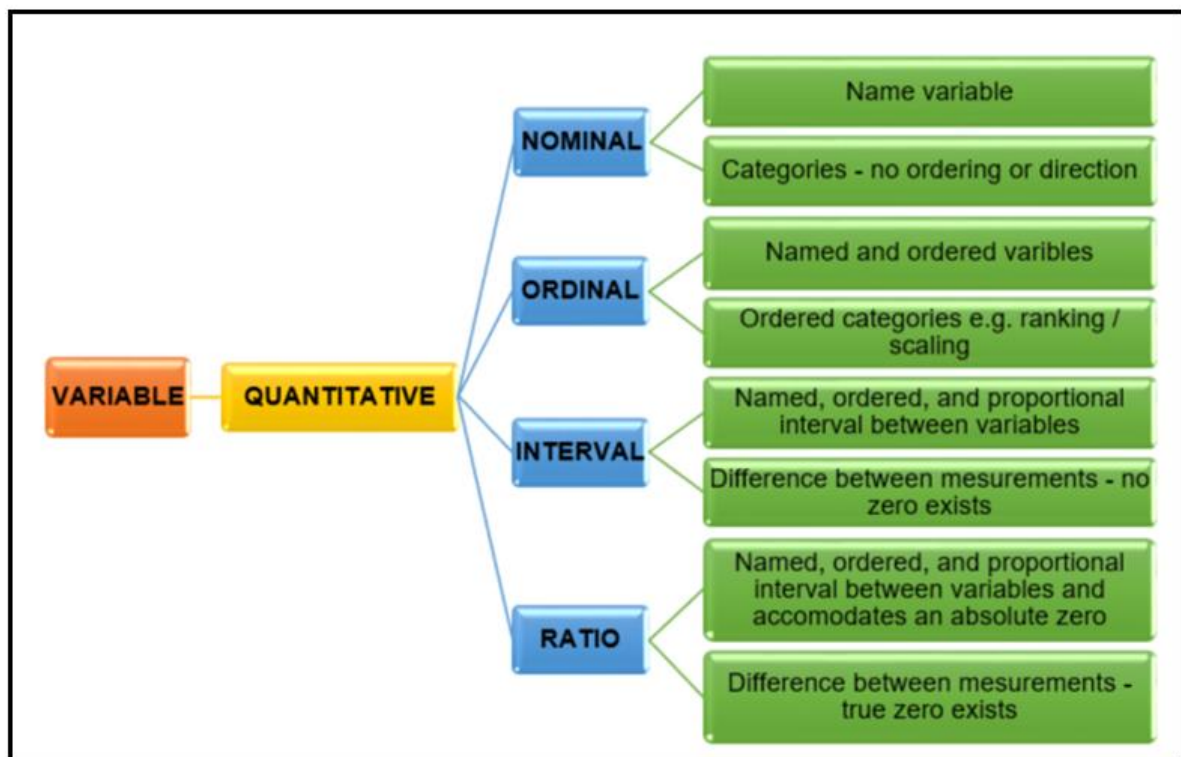 VARIABLE
QUANTITATIVE
NOMINAL
Name variable
Categories - no ordering or direction
ORDINAL
Named and ordered varibles
Ordered categories e.g. ranking /
scaling
INTERVAL
Named, ordered, and proportional
interval between variables
Difference between mesurements - no
zero exists
RATIO
Named, ordered, and proportional
interval between variables and
accomodates an absolute zero
Difference between mesurements -
true zero exists